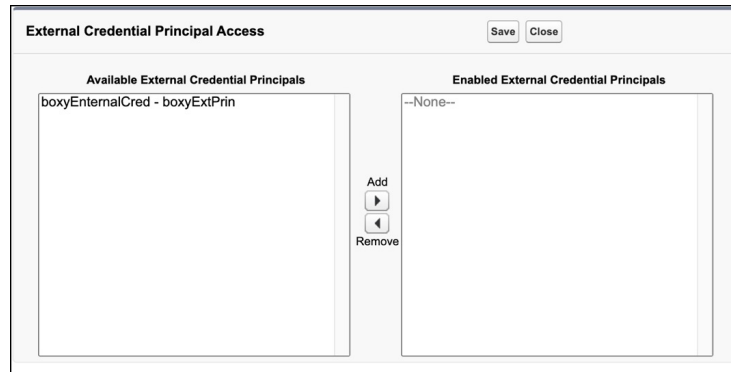 External Credential Principal Access
Save Close
Available External Credential Principals
Enabled External Credential Principals
boxyEnternalCred - boxyExtPrin
--None--
Add
Remove